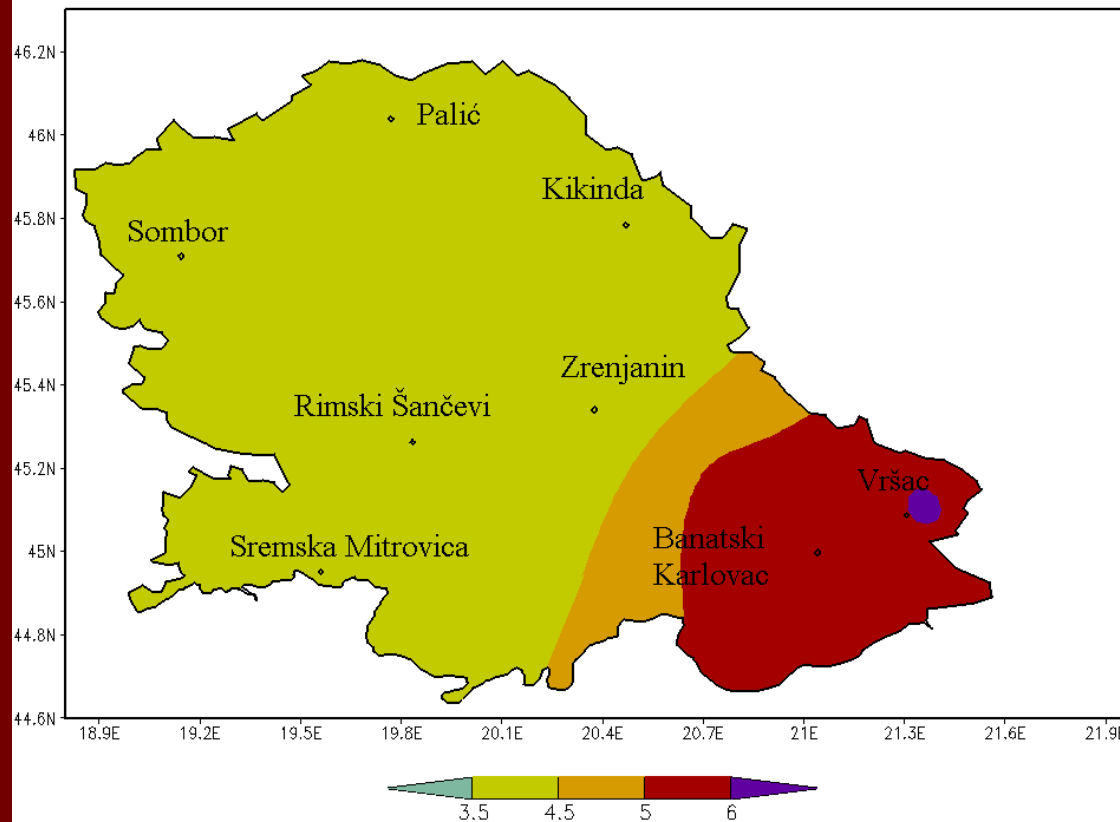 46.2N
Palić
46N
Kikinda
45.8N
Sombor
45.6N
Zrenjanin
45.4N
Rimski Šančevi
45.2N
Vršac
Banatski
Karlovac
Sremska Mitrovica
45N
44.8N
44.6N
18.9E 19.2E 19.5E 19.8E 20.1E 20.4E 20.7E 21E 21.3E 21.6E 21.9E
3.5 4.5 5 6